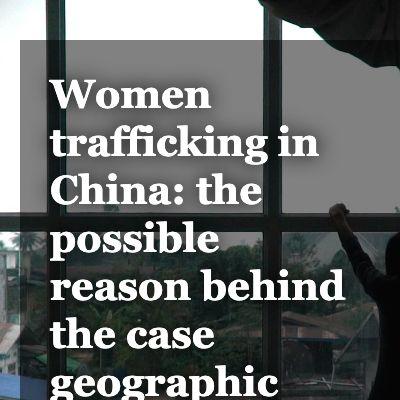 Women
trafficking in
China: the
possible
reason behind
the case
geographic